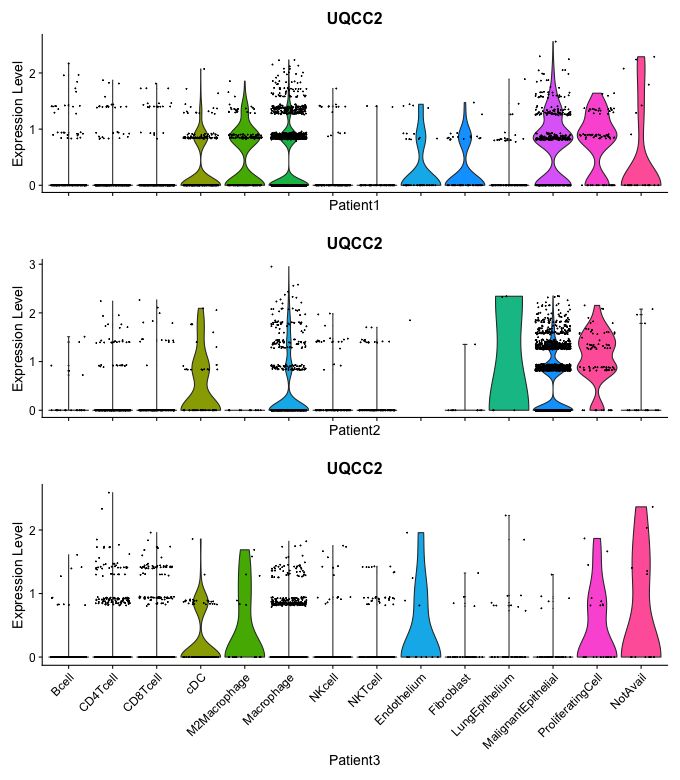 UQCC2
Expression Level
2
1
0
Patient1
UQCC2
Expression Level
3
2
1
0
Patient2
UQCC2
Expression Level
2
1
0
Bcell
CD4Tcell
CD8Tcell
cDC
M2Macrophage
Macrophage
NKcell
NKTcell
Endothelium
Fibroblast
LungEpithelium
MalignantEpithelial
ProliferatingCell
NotAvail
Patient3